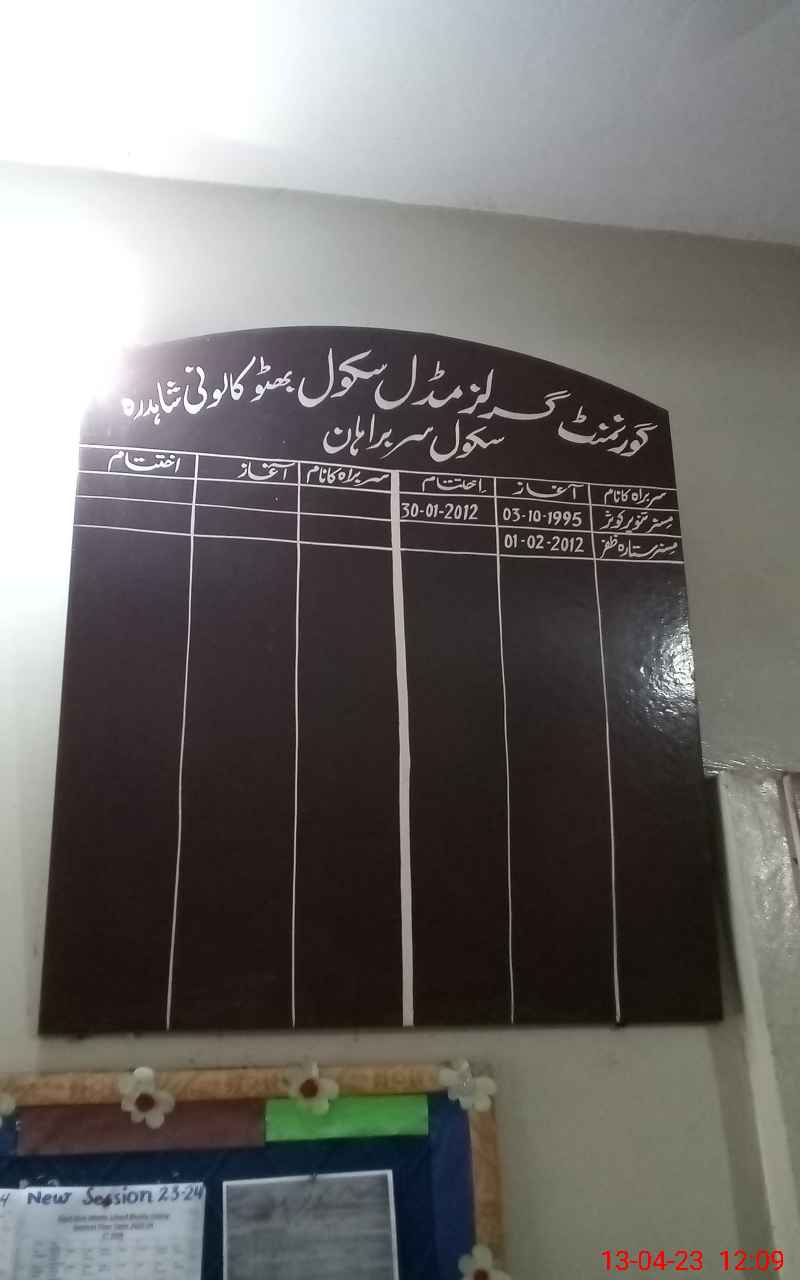 گورنمنٹ گرلز مڈل سکول بھٹو کالونی شاہدرہ
سکول سربراہان
سربراہ کا نام آغاز اختتام سربراہ کا نام آغاز اختتام
مسز تنویر کوثر 03-10-1995 30-01-2012
مسز ستارہ ظفر 01-02-2012
New Session 23-24
13-04-23 12:09